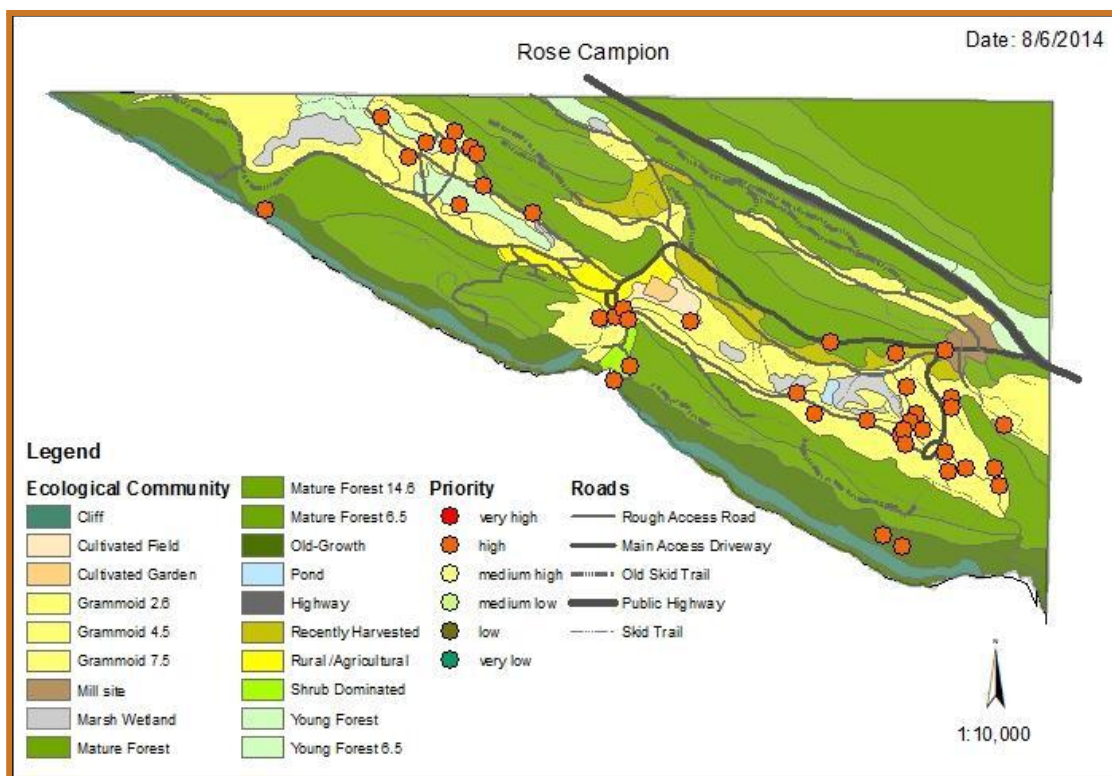 Date: 8/6/2014
Rose Campion
Legend
Ecological Community
Cliff
Cultivated Field
Cultivated Garden
Grammoid 2.6
Grammoid 4.5
Grammoid 7.5
Mill site
Marsh Wetland
Mature Forest
Mature Forest 14.6
Mature Forest 6.5
Old-Growth
Pond
Highway
Recently Harvested
Rural /Agricultural
Shrub Dominated
Young Forest
Young Forest 6.5
Priority
very high
high
medium high
medium low
low
very low
Roads
Rough Access Road
Main Access Driveway
Old Skid Trail
Public Highway
Skid Trail
N
1:10,000